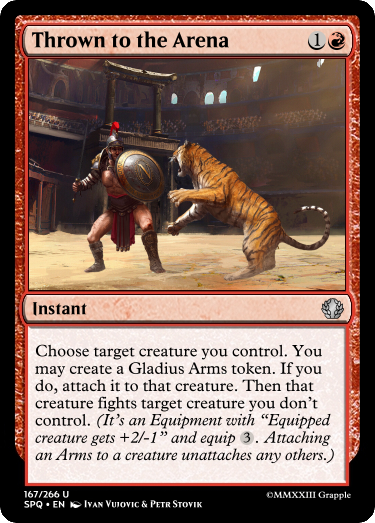 Thrown to the Arena 1
Instant
Choose target creature you control. You
may create a Gladius Arms token. If you
do, attach it to that creature. Then that
creature fights target creature you don't
control. (It's an Equipment with “Equipped
creature gets +2/-1” and equip 3. Attaching
an Arms to a creature unattaches any others.)
167/266 U
SPQ • EN Ivan Vujovic & Petr Stovik
©MMXXIII Grapple